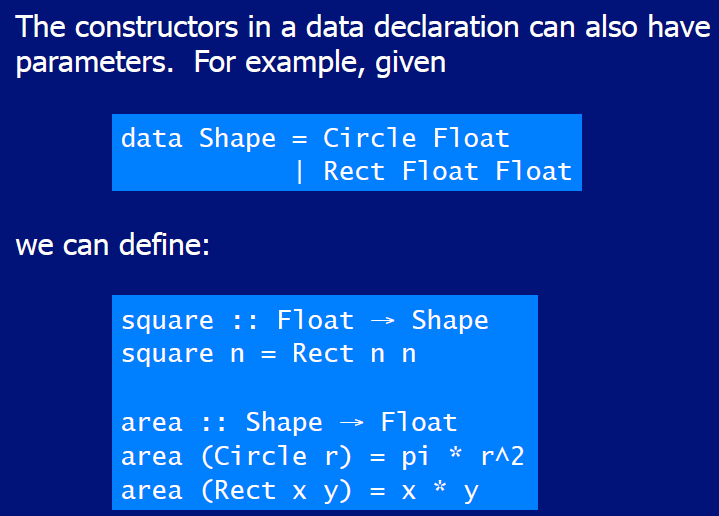 The constructors in a data declaration can also have
parameters.  For example, given
data Shape = Circle Float
           | Rect Float Float
we can define:
square :: Float → Shape
square n = Rect n n
area :: Shape → Float
area (Circle r) = pi * r^2
area (Rect x y) = x * y